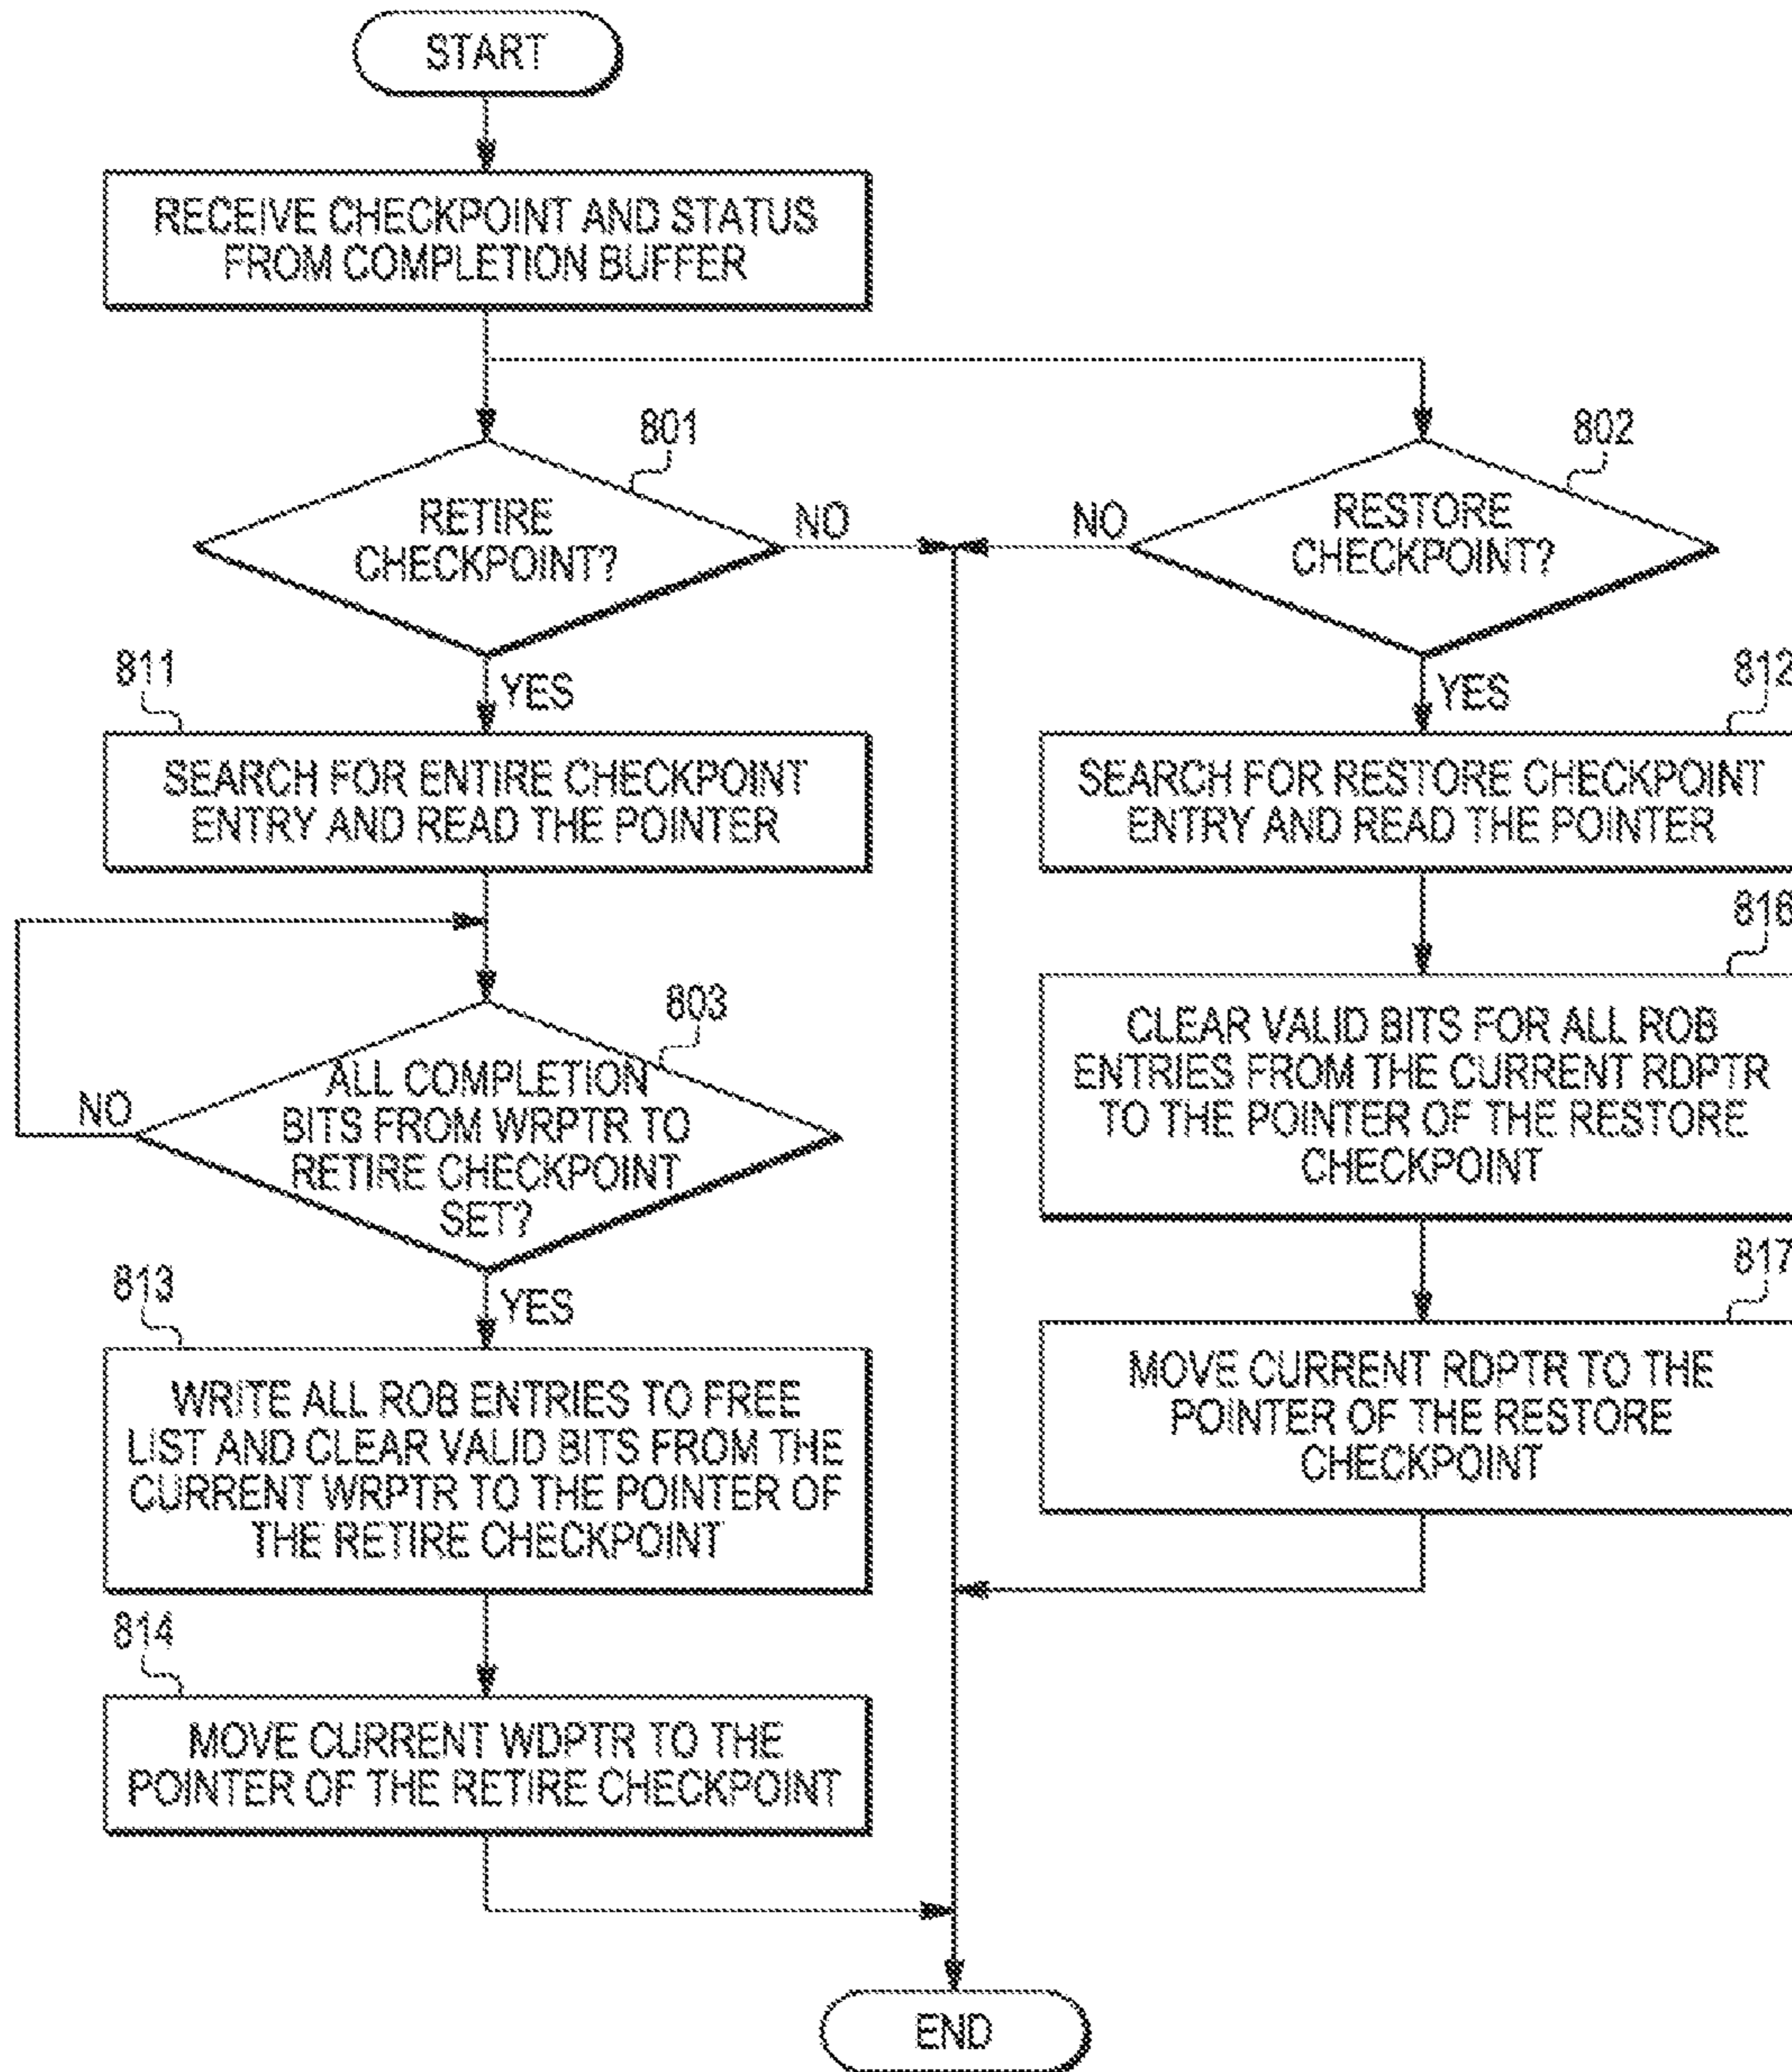 START
RECEIVE CHECKPOINT AND STATUS
FROM COMPLETION BUFFER
801
RETIRE
CHECKPOINT?
NO
YES
802
RESTORE
CHECKPOINT?
NO
YES
811
SEARCH FOR ENTIRE CHECKPOINT
ENTRY AND READ THE POINTER
812
SEARCH FOR RESTORE CHECKPOINT
ENTRY AND READ THE POINTER
803
ALL COMPLETION
BITS FROM WRPTR TO
RETIRE CHECKPOINT
SET?
NO
YES
816
CLEAR VALID BITS FOR ALL ROB
ENTRIES FROM THE CURRENT RDPTR
TO THE POINTER OF THE RESTORE
CHECKPOINT
813
WRITE ALL ROB ENTRIES TO FREE
LIST AND CLEAR VALID BITS FROM THE
CURRENT WRPTR TO THE POINTER OF
THE RETIRE CHECKPOINT
817
MOVE CURRENT RDPTR TO THE
POINTER OF THE RESTORE
CHECKPOINT
814
MOVE CURRENT WDPTR TO THE
POINTER OF THE RETIRE CHECKPOINT
END